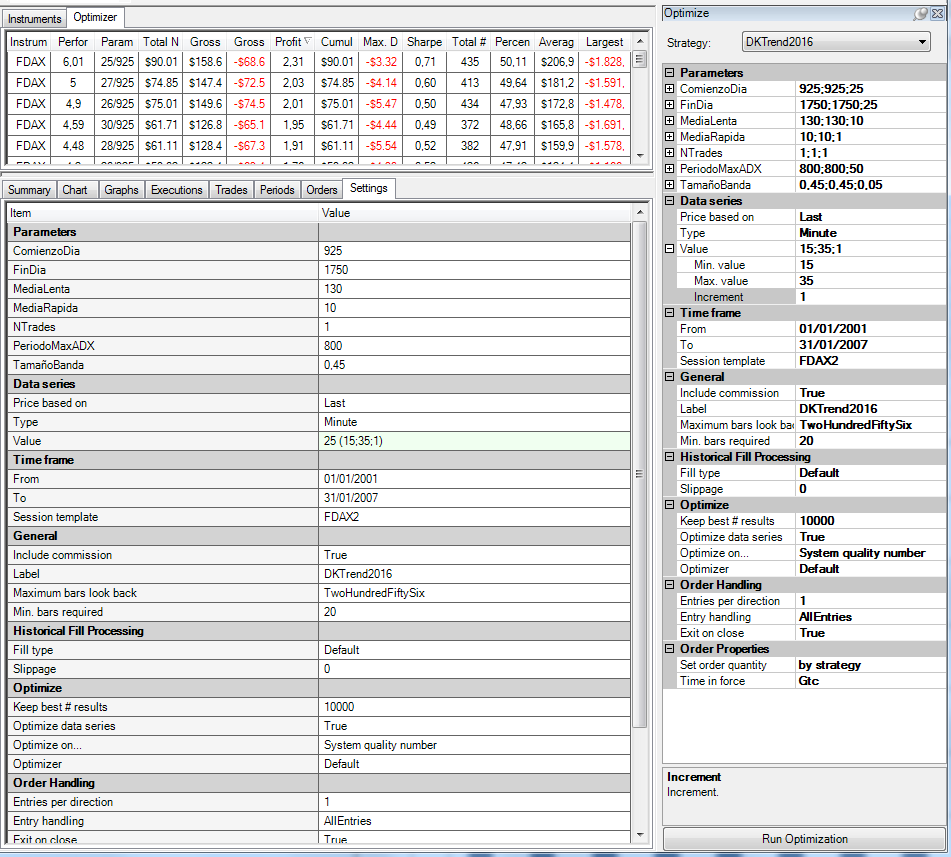 Instruments Optimizer
Instrum Perfor Param Total N Gross Gross Profit Cumul Max. D Sharpe Total # Percen Averag Largest
FDAX 6,01 25/925 $90.01 $158.6 -$68.6 2,31 $90.01 -$3.32 0,71 435 50,11 $206,9 -$1.828,
FDAX 5 27/925 $74.85 $147.4 -$72.5 2,03 $74.85 -$4.14 0,60 413 49,64 $181,2 -$1.591,
FDAX 4,9 26/925 $75.01 $149.6 -$74.5 2,01 $75.01 -$5.47 0,50 434 47,93 $172,8 -$1.478,
FDAX 4,59 30/925 $61.71 $126.8 -$65.1 1,95 $61.71 -$4.44 0,49 372 48,66 $165,8 -$1.691,
FDAX 4,48 28/925 $61.11 $128.4 -$67.3 1,91 $61.11 -$5.54 0,52 382 47,91 $159,9 -$1.578,
Summary Chart Graphs Executions Trades Periods Orders Settings
Item Value
Parameters
ComienzoDia 925
FinDia 1750
MediaLenta 130
MediaRapida 10
NTrades 1
PeriodoMaxADX 800
TamañoBanda 0,45
Data series
Price based on Last
Type Minute
Value 25 (15;35;1)
Time frame
From 01/01/2001
To 31/01/2007
Session template FDAX2
General
Include commission True
Label DKTrend2016
Maximum bars look back TwoHundredFiftySix
Min. bars required 20
Historical Fill Processing
Fill type Default
Slippage 0
Optimize
Keep best # results 10000
Optimize data series True
Optimize on... System quality number
Optimizer Default
Order Handling
Entries per direction 1
Entry handling AllEntries
Exit on close True
Optimize
Strategy: DKTrend2016
Parameters
ComienzoDia 925;925;25
FinDia 1750;1750;25
MediaLenta 130;130;10
MediaRapida 10;10;1
NTrades 1;1;1
PeriodoMaxADX 800;800;50
TamañoBanda 0,45;0,45;0,05
Data series
Price based on Last
Type Minute
Value 15;35;1
Min. value 15
Max. value 35
Increment 1
Time frame
From 01/01/2001
To 31/01/2007
Session template FDAX2
General
Include commission True
Label DKTrend2016
Maximum bars look bac TwoHundredFiftySix
Min. bars required 20
Historical Fill Processing
Fill type Default
Slippage 0
Optimize
Keep best # results 10000
Optimize data series True
Optimize on... System quality number
Optimizer Default
Order Handling
Entries per direction 1
Entry handling AllEntries
Exit on close True
Order Properties
Set order quantity by strategy
Time in force Gtc
Increment
Increment.
Run Optimization